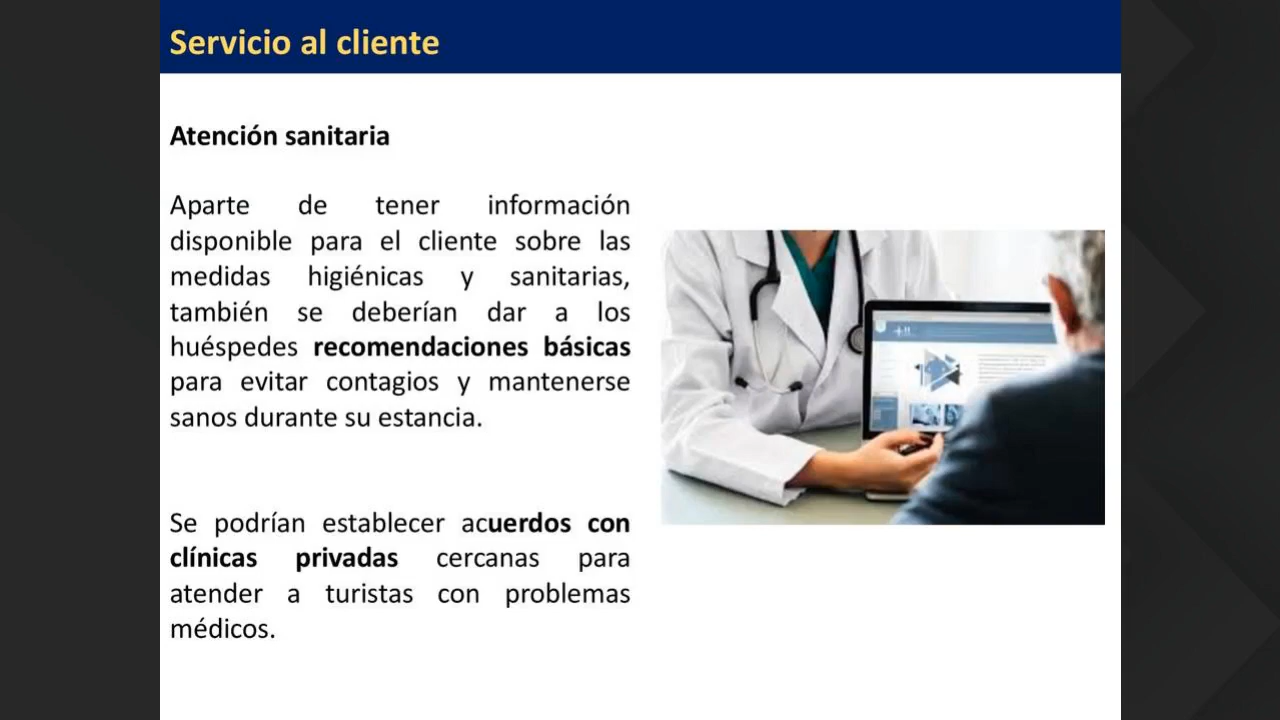 Servicio al cliente
Atención sanitaria
Aparte de tener información
disponible para el cliente sobre las
medidas higiénicas y sanitarias,
también se deberían dar a los
huéspedes recomendaciones básicas
para evitar contagios y mantenerse
sanos durante su estancia.
Se podrían establecer acuerdos con
clínicas privadas cercanas para
atender a turistas con problemas
médicos.